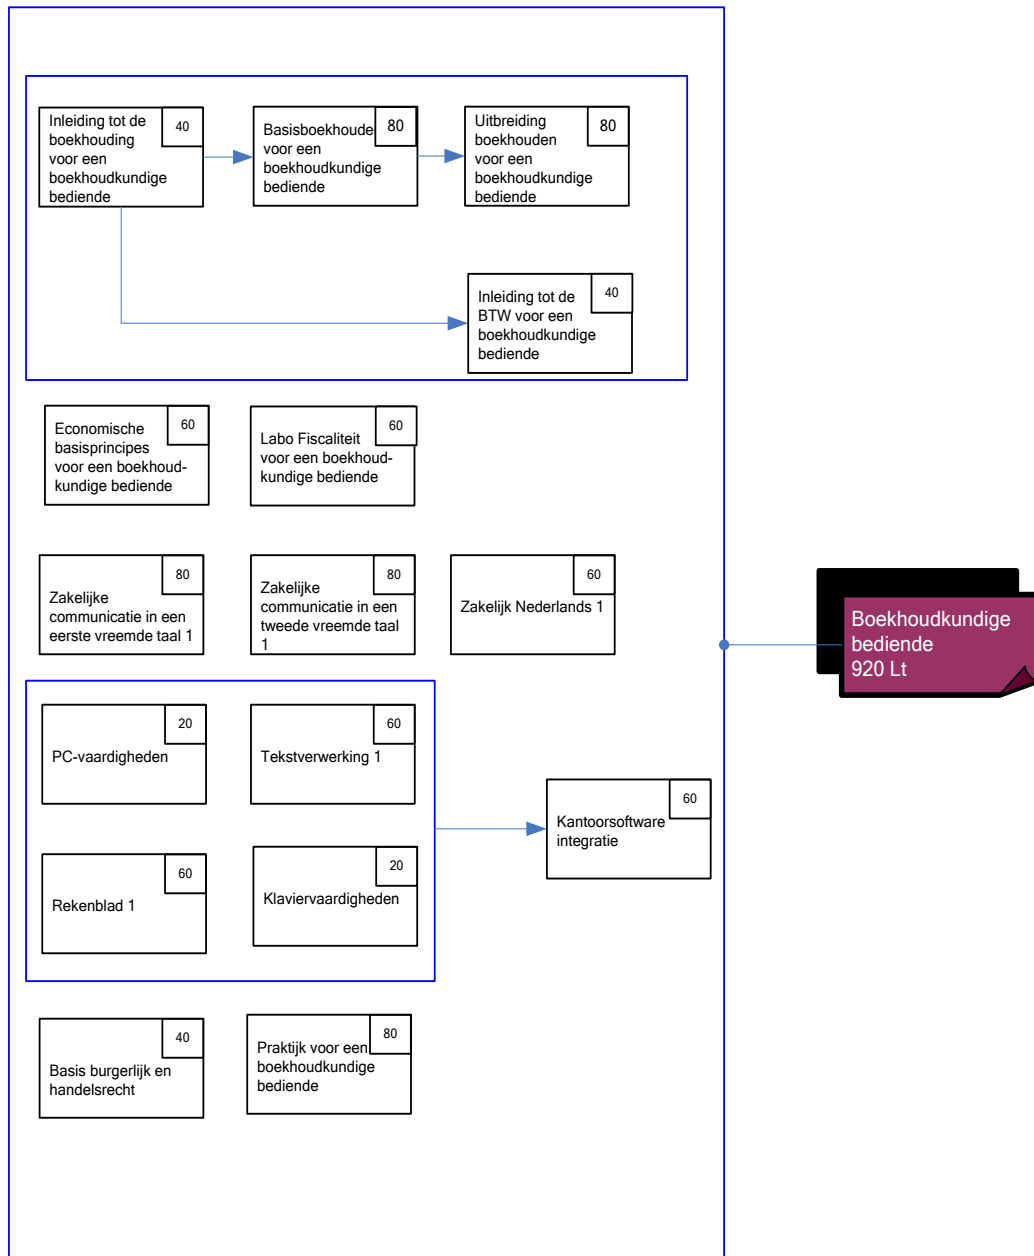 Inleiding tot de
boekhouding
voor een
boekhoudkundige
bediende
40
Basisboekhouden
voor een
boekhoudkundige
bediende
80
Uitbreiding
boekhouden
voor een
boekhoudkundige
bediende
80
Inleiding tot de
BTW voor een
boekhoudkundige
bediende
40
Economische
basisprincipes
voor een boekhoud-
kundige bediende
60
Labo Fiscaliteit
voor een boekhoud-
kundige bediende
60
Zakelijke
communicatie in een
eerste vreemde taal 1
80
Zakelijke
communicatie in een
tweede vreemde taal
1
80
Zakelijk Nederlands 1
60
Boekhoudkundige
bediende
920 Lt
PC-vaardigheden
20
Tekstverwerking 1
60
Kantoorsoftware
integratie
60
Rekenblad 1
60
Klaviervaardigheden
20
Basis burgerlijk en
handelsrecht
40
Praktijk voor een
boekhoudkundige
bediende
80